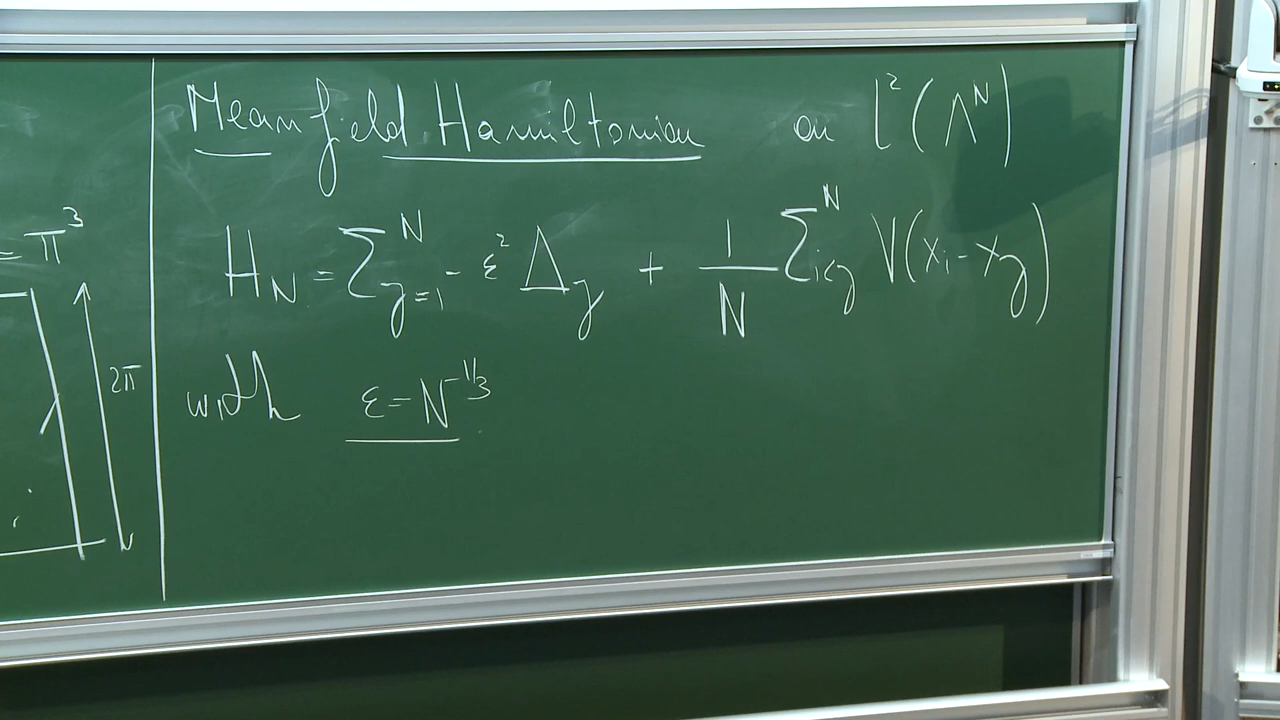 = π³
2π
Mean field Hamiltonian on L²(Λᴺ)
H_N = Σ_{j=1}^N - ε² Δ_j + 1/N Σ_{i<j}^N V(x_i - x_j)
with ε = N^{-1/3}